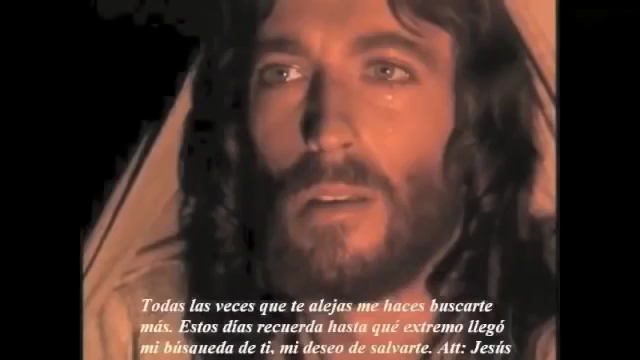 Todas las veces que te alejas me haces buscarte
más. Estos días recuerda hasta qué extremo llegó
mi búsqueda de ti, mi deseo de salvarte. Att: Jesús